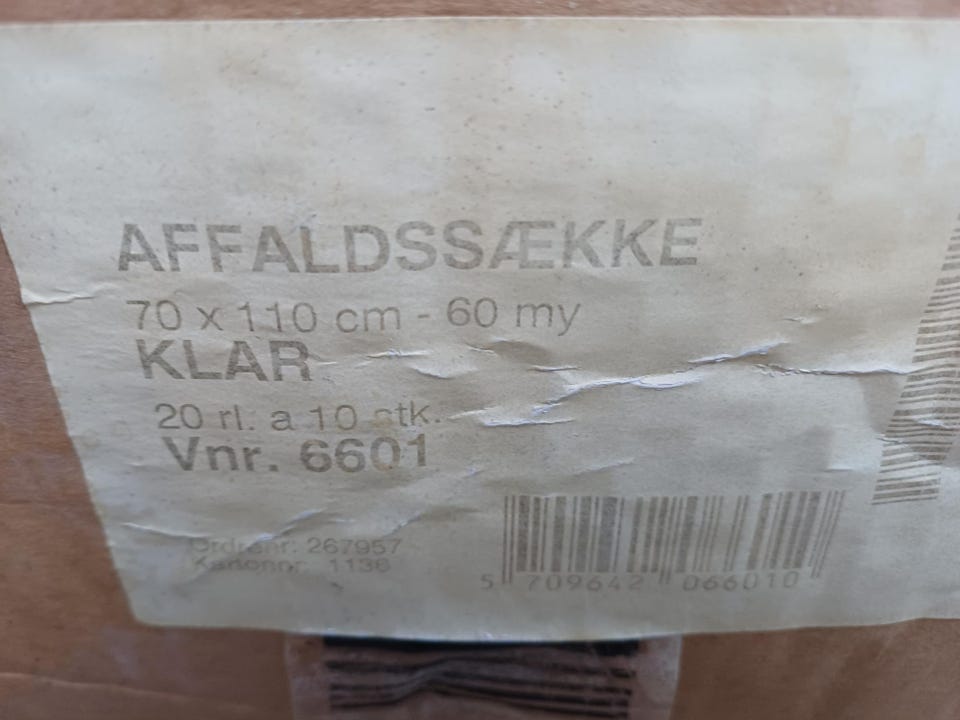 AFFALDSSÆKKE
70 x 110 cm - 60 my
KLAR
20 rl. a 10 stk.
Vnr. 6601
Ordrenr: 267957
Kartonnr. 1136
5 709642 066010